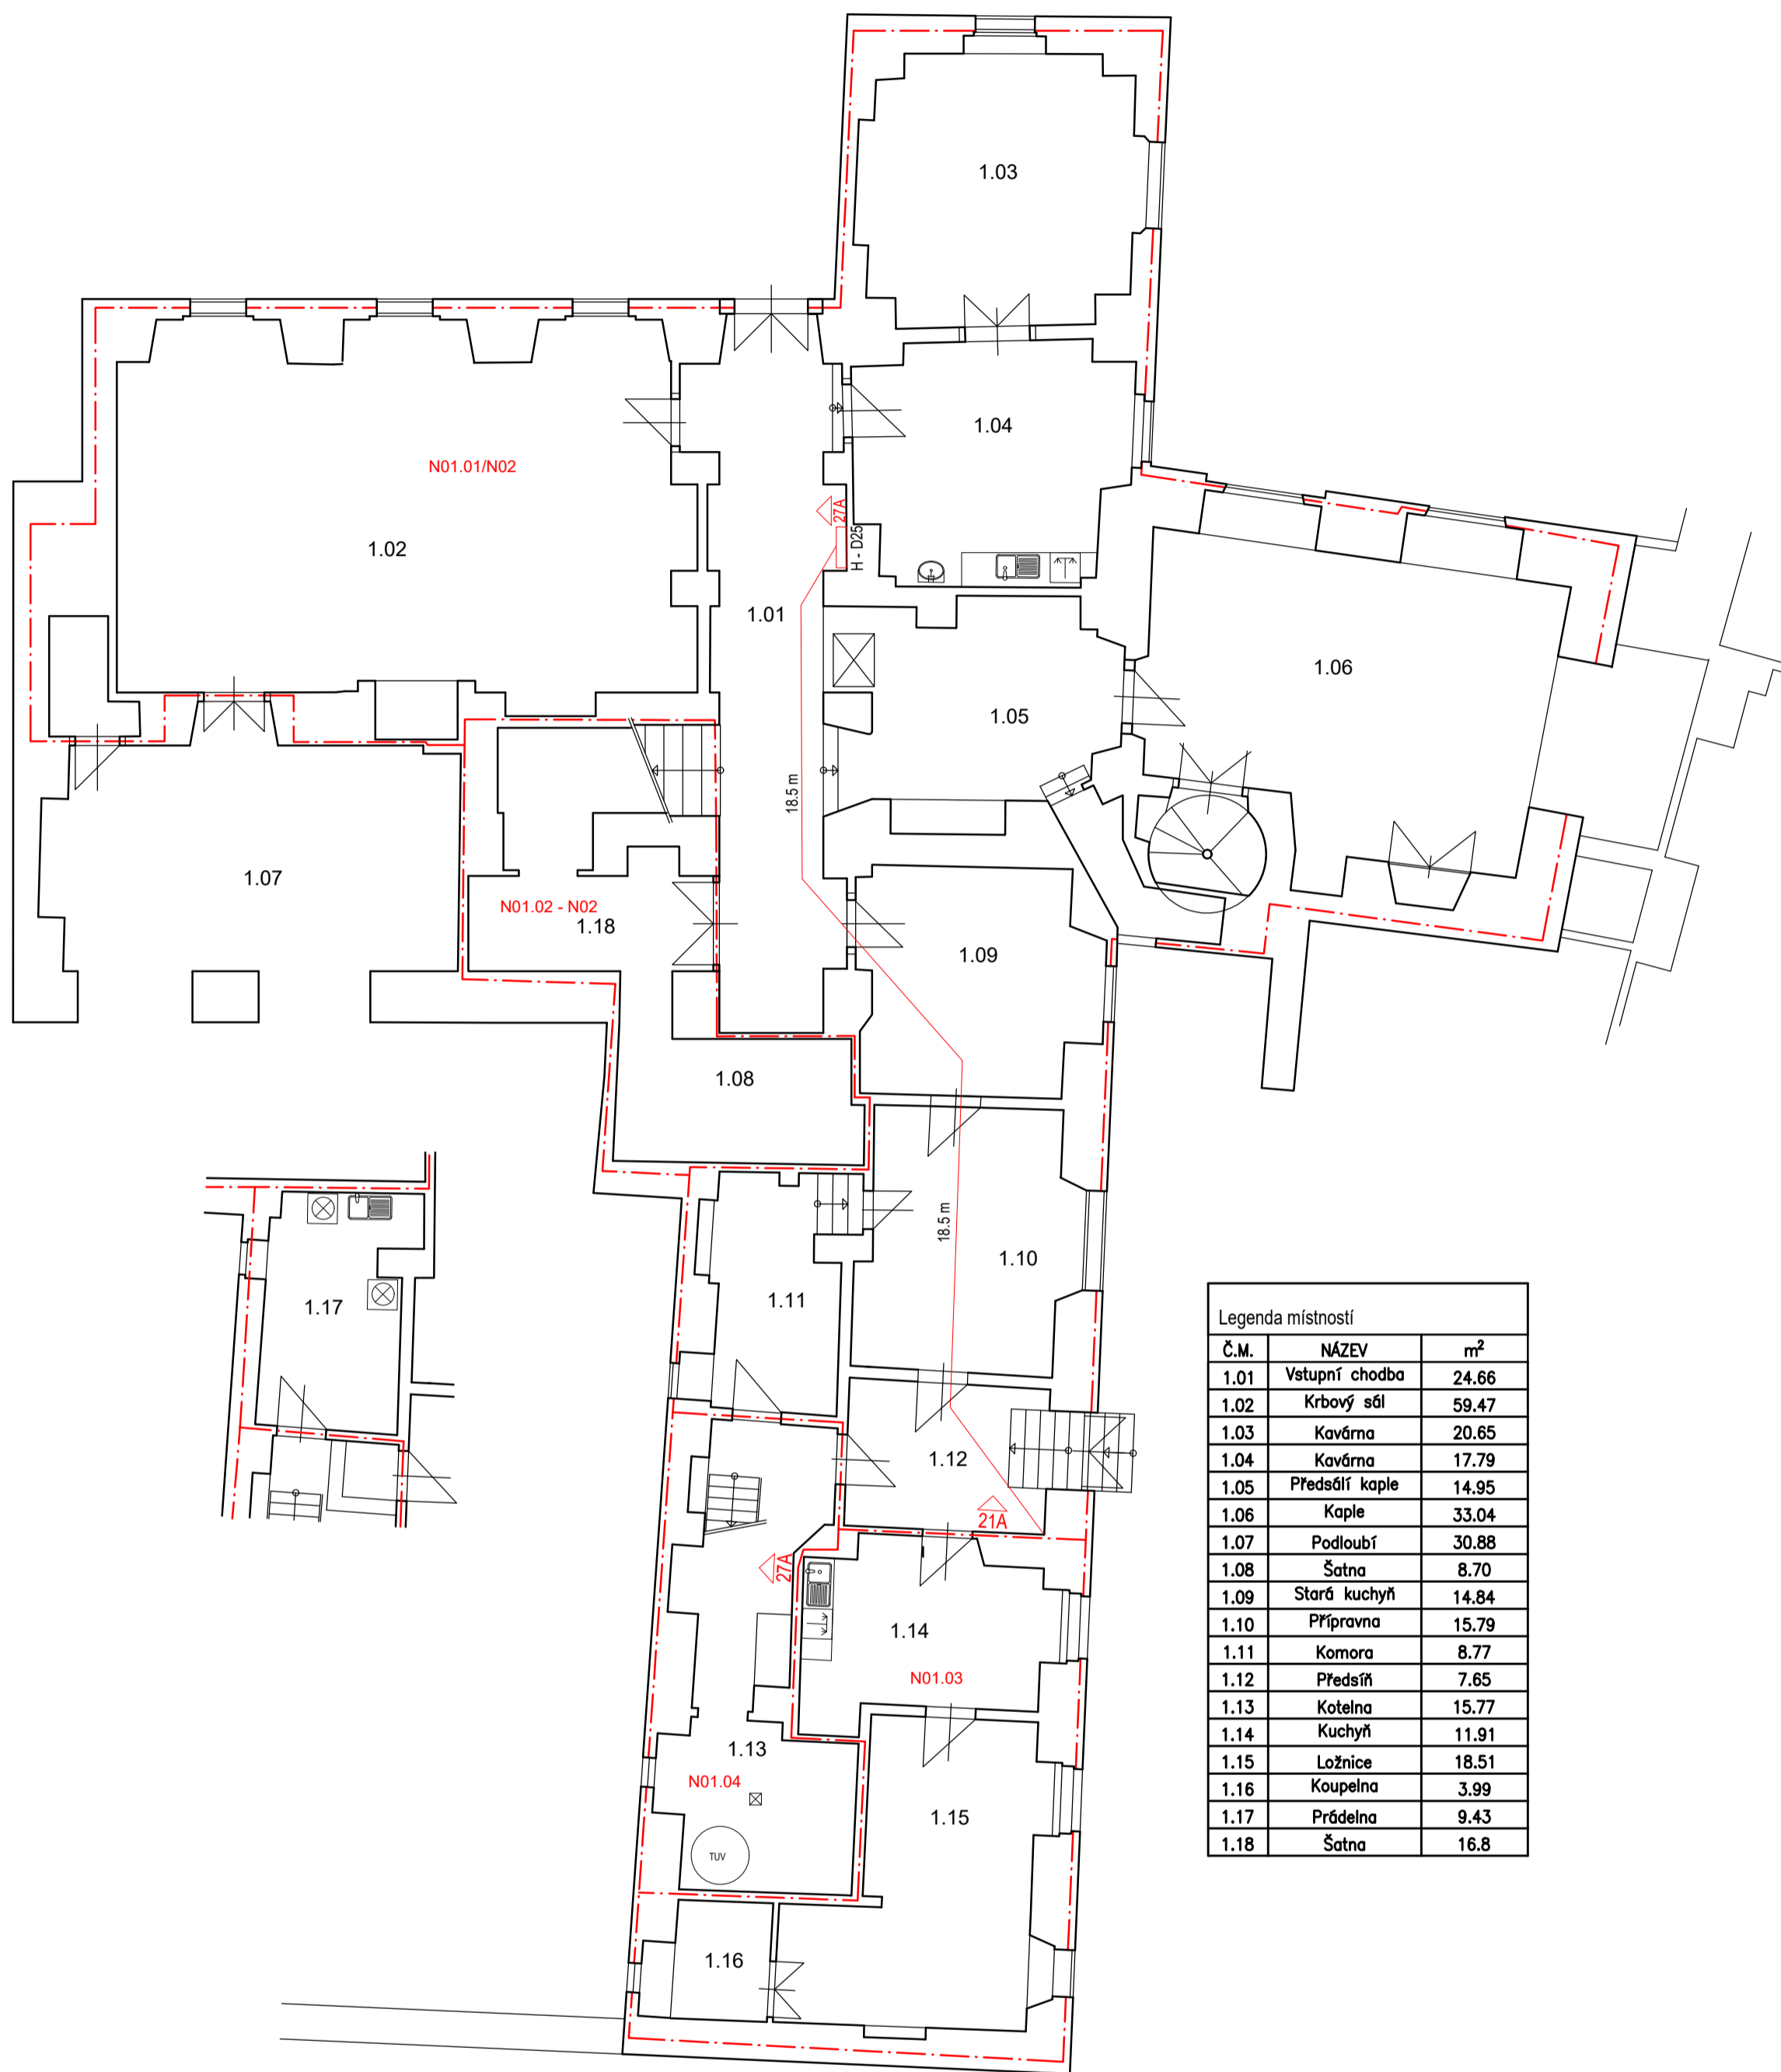 1.03
1.04
N01.01/N02
27A
H - D25
1.02
1.01
1.06
1.05
18.5 m
1.07
N01.02 - N02
1.18
1.09
1.08
18.5 m
1.10
1.17
1.11
1.12
21A
27A
1.14
N01.03
1.13
N01.04
1.15
TUV
1.16
Legenda místností
Č.M. NÁZEV m²
1.01 Vstupní chodba 24.66
1.02 Krbový sál 59.47
1.03 Kavárna 20.65
1.04 Kavárna 17.79
1.05 Předsálí kaple 14.95
1.06 Kaple 33.04
1.07 Podloubí 30.88
1.08 Šatna 8.70
1.09 Stará kuchyň 14.84
1.10 Přípravna 15.79
1.11 Komora 8.77
1.12 Předsíň 7.65
1.13 Kotelna 15.77
1.14 Kuchyň 11.91
1.15 Ložnice 18.51
1.16 Koupelna 3.99
1.17 Prádelna 9.43
1.18 Šatna 16.8